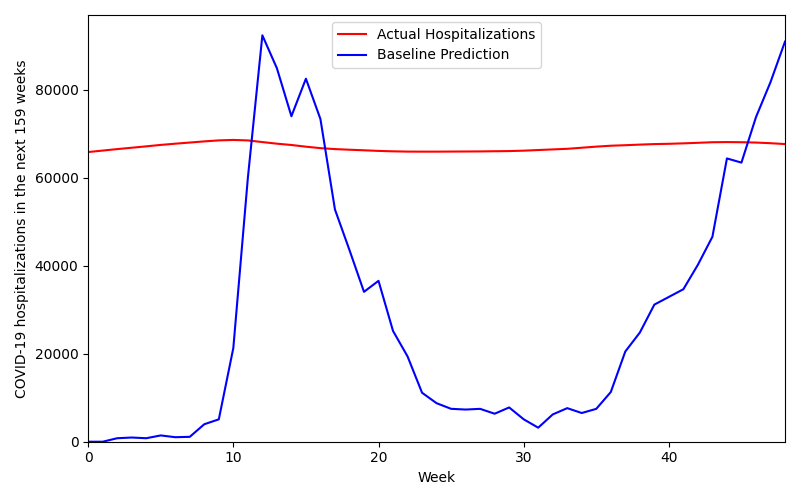 Actual Hospitalizations
Baseline Prediction
COVID-19 hospitalizations in the next 159 weeks
80000
60000
40000
20000
0
0 10 20 30 40
Week